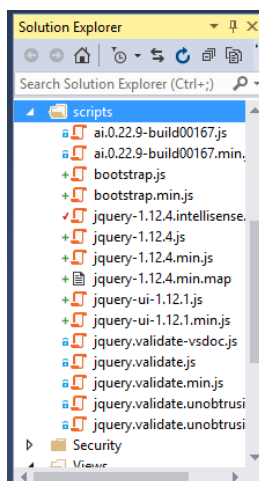 Solution Explorer
Search Solution Explorer (Ctrl+;)
scripts
ai.0.22.9-build00167.js
ai.0.22.9-build00167.min.
bootstrap.js
bootstrap.min.js
jquery-1.12.4.intellisense.
jquery-1.12.4.js
jquery-1.12.4.min.js
jquery-1.12.4.min.map
jquery-ui-1.12.1.js
jquery-ui-1.12.1.min.js
jquery.validate-vsdoc.js
jquery.validate.js
jquery.validate.min.js
jquery.validate.unobtrusi
jquery.validate.unobtrusi
Security
Views